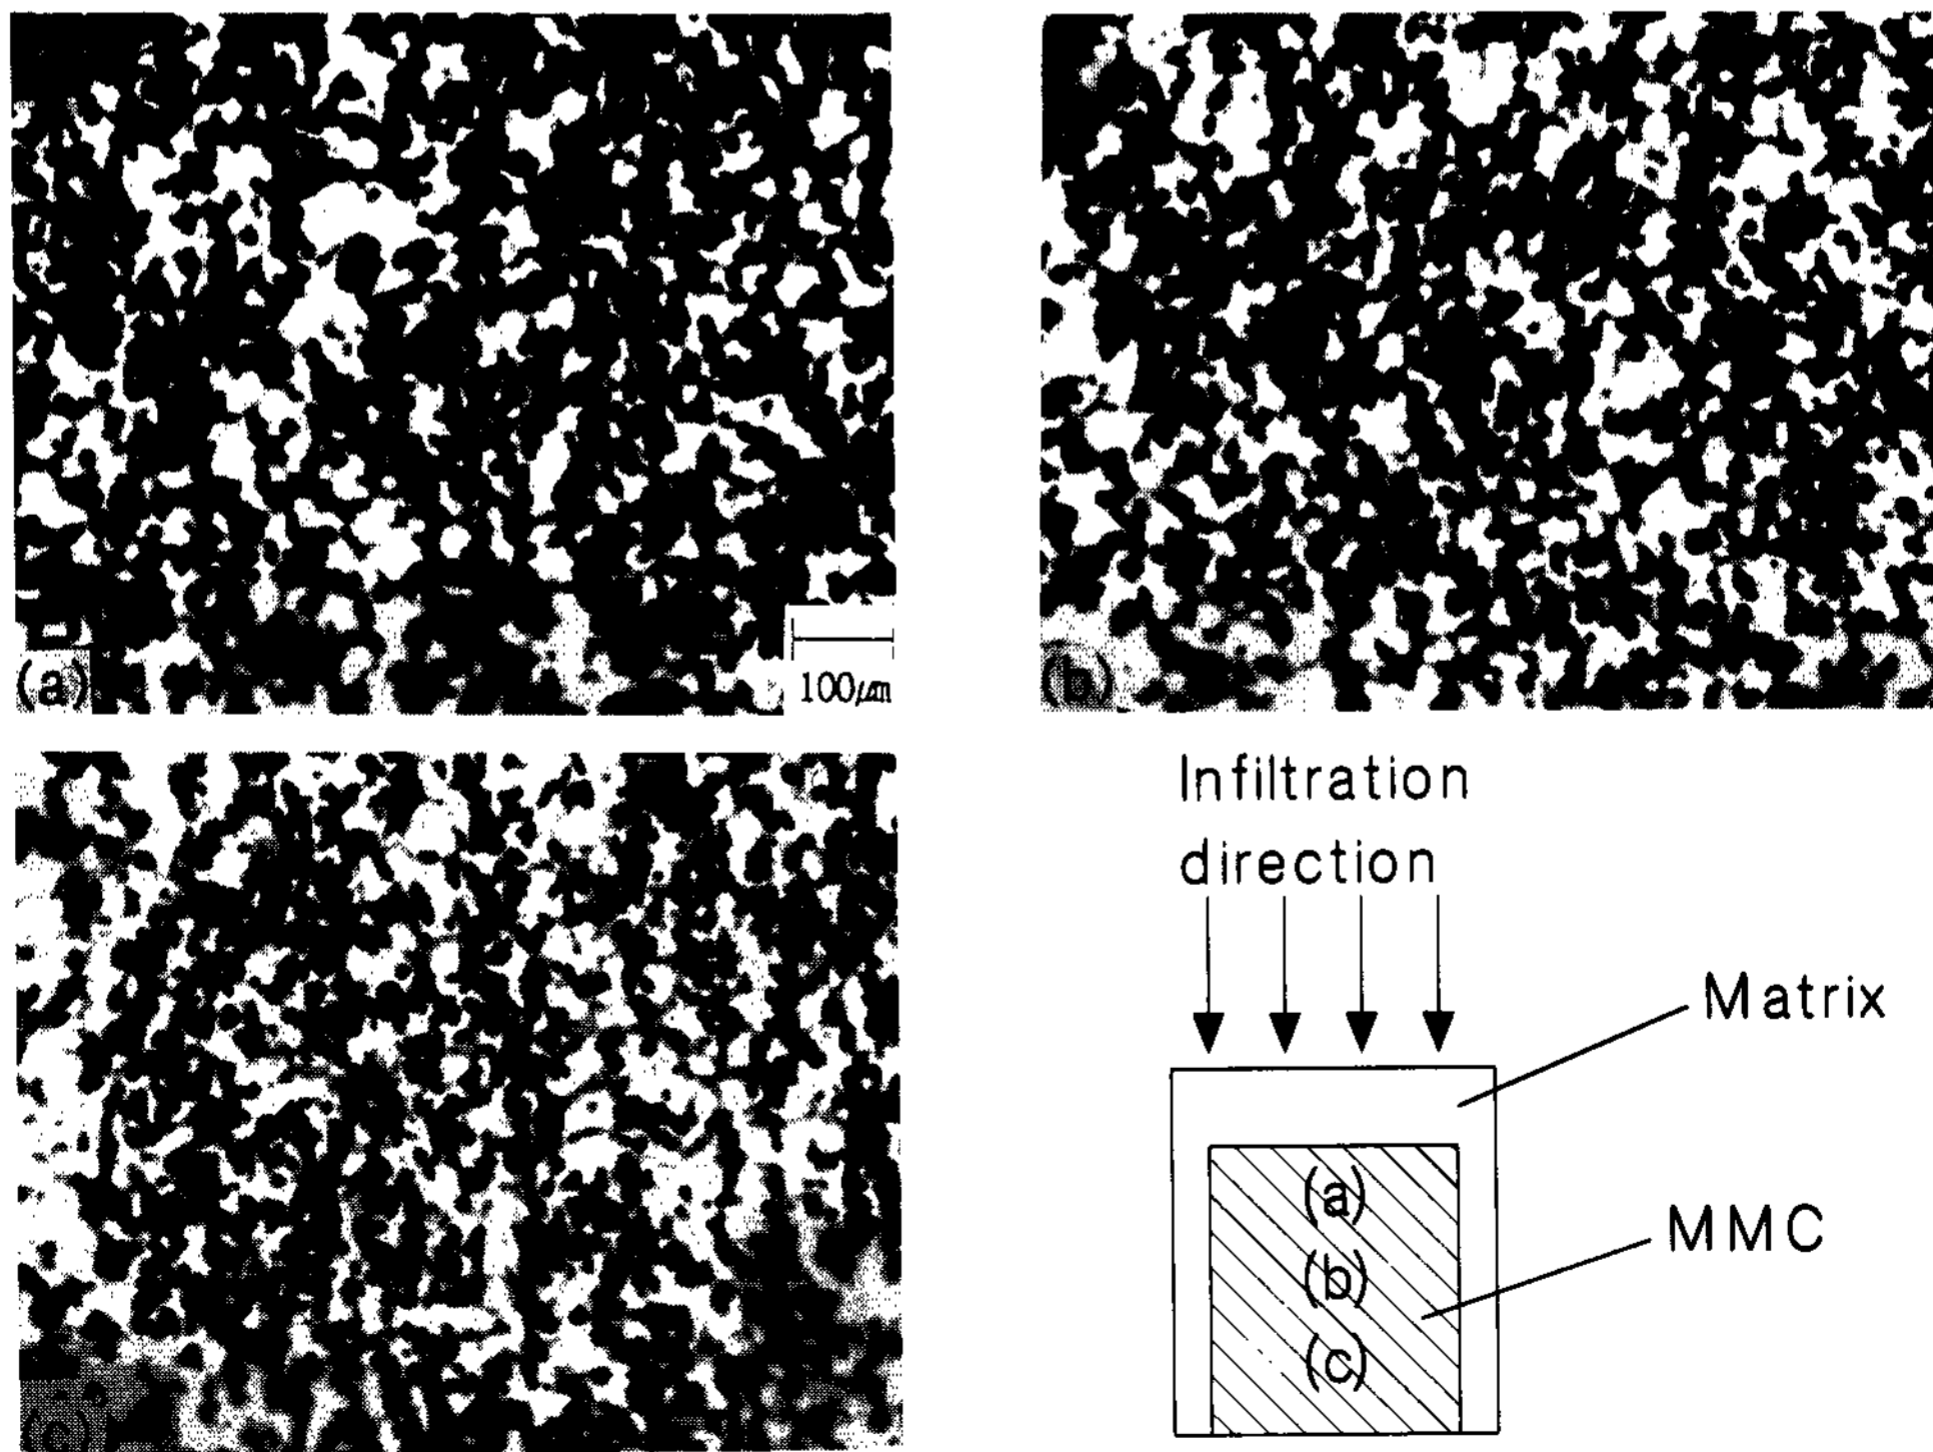 (a)
100μm
(b)
(c)
Infiltration
direction
Matrix
MMC
(a)
(b)
(c)